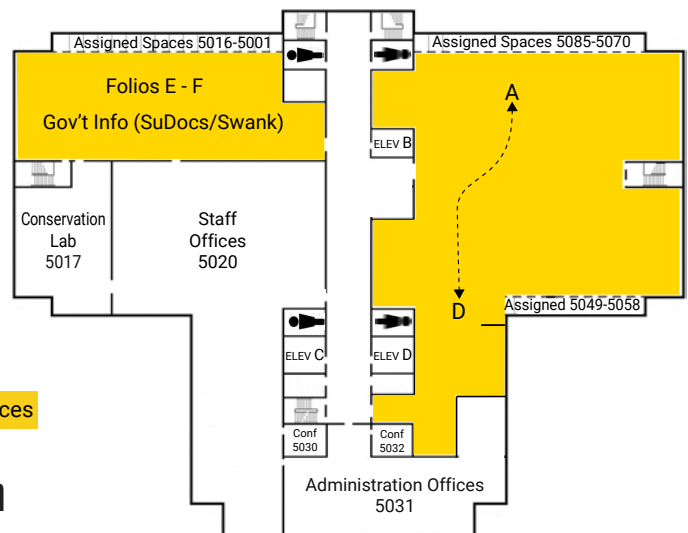 Assigned Spaces 5016-5001
Assigned Spaces 5085-5070
Folios E - F
Gov't Info (SuDocs/Swank)
A
ELEV B
Conservation
Lab
5017
Staff
Offices
5020
D
Assigned 5049-5058
ELEV C
ELEV D
ces
Conf
5030
Conf
5032
Administration Offices
5031